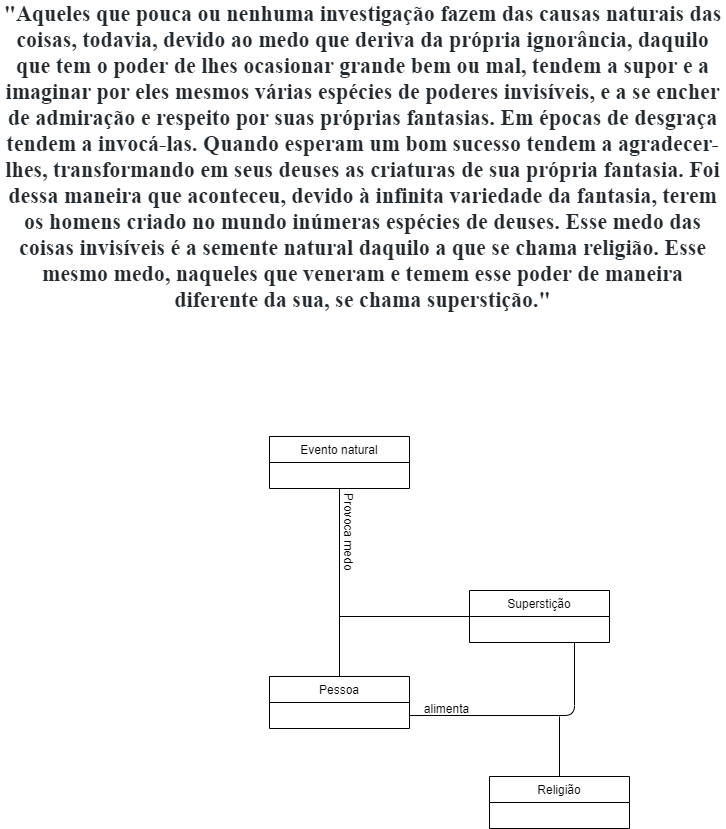 "Aqueles que pouca ou nenhuma investigação fazem das causas naturais das
coisas, todavia, devido ao medo que deriva da própria ignorância, daquilo
que tem o poder de lhes ocasionar grande bem ou mal, tendem a supor e a
imaginar por eles mesmos várias espécies de poderes invisíveis, e a se encher
de admiração e respeito por suas próprias fantasias. Em épocas de desgraça
tendem a invocá-las. Quando esperam um bom sucesso tendem a agradecer-
lhes, transformando em seus deuses as criaturas de sua própria fantasia. Foi
dessa maneira que aconteceu, devido à infinita variedade da fantasia, terem
os homens criado no mundo inúmeras espécies de deuses. Esse medo das
coisas invisíveis é a semente natural daquilo a que se chama religião. Esse
mesmo medo, naqueles que veneram e temem esse poder de maneira
diferente da sua, se chama superstição."
Evento natural
Provoca medo
Superstição
Pessoa
alimenta
Religião